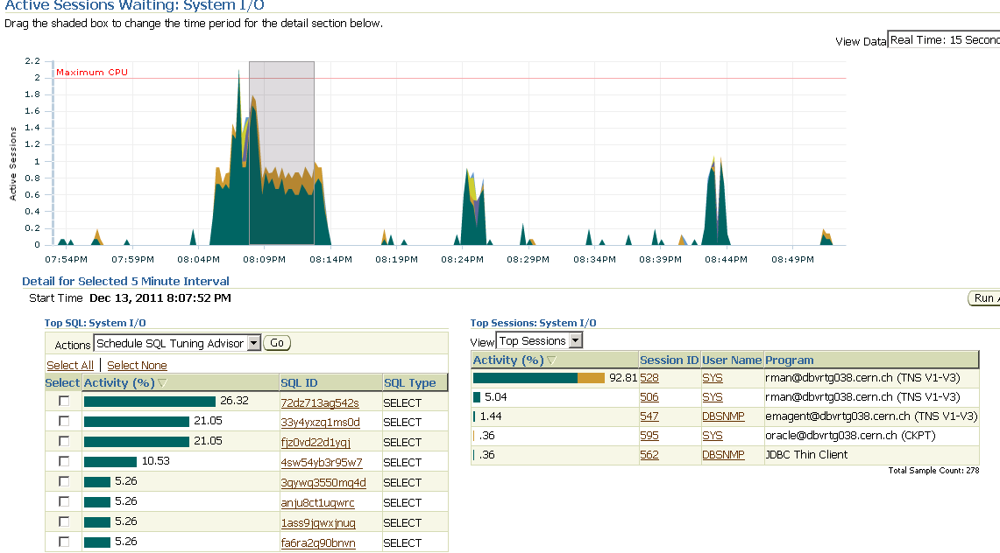 Active Sessions Waiting: System I/O
Drag the shaded box to change the time period for the detail section below.
View Data Real Time: 15 Second
2.2
Maximum CPU
2
1.8
1.6
1.4
1.2
1
0.8
0.6
0.4
0.2
0
Active Sessions
07:54PM 07:59PM 08:04PM 08:09PM 08:14PM 08:19PM 08:24PM 08:29PM 08:34PM 08:39PM 08:44PM 08:49PM
Detail for Selected 5 Minute Interval
Start Time Dec 13, 2011 8:07:52 PM
Run
Top SQL: System I/O
Actions Schedule SQL Tuning Advisor Go
Select All | Select None
Select Activity (%) SQL ID SQL Type
26.32 72dz713ag542s SELECT
21.05 33y4yxzq1ms0d SELECT
21.05 fjz0vd22d1yqj SELECT
10.53 4sw54yb3r95w7 SELECT
5.26 3qywq3550mq4d SELECT
5.26 anju8ct1uqwrc SELECT
5.26 1ass9jqwxjnuq SELECT
5.26 fa6ra2q90bnvn SELECT
Top Sessions: System I/O
View Top Sessions
Activity (%) Session ID User Name Program
92.81 528 SYS rman@dbvrtg038.cern.ch (TNS V1-V3)
5.04 506 SYS rman@dbvrtg038.cern.ch (TNS V1-V3)
1.44 547 DBSNMP emagent@dbvrtg038.cern.ch (TNS V1-V3)
.36 595 SYS oracle@dbvrtg038.cern.ch (CKPT)
.36 562 DBSNMP JDBC Thin Client
Total Sample Count: 278